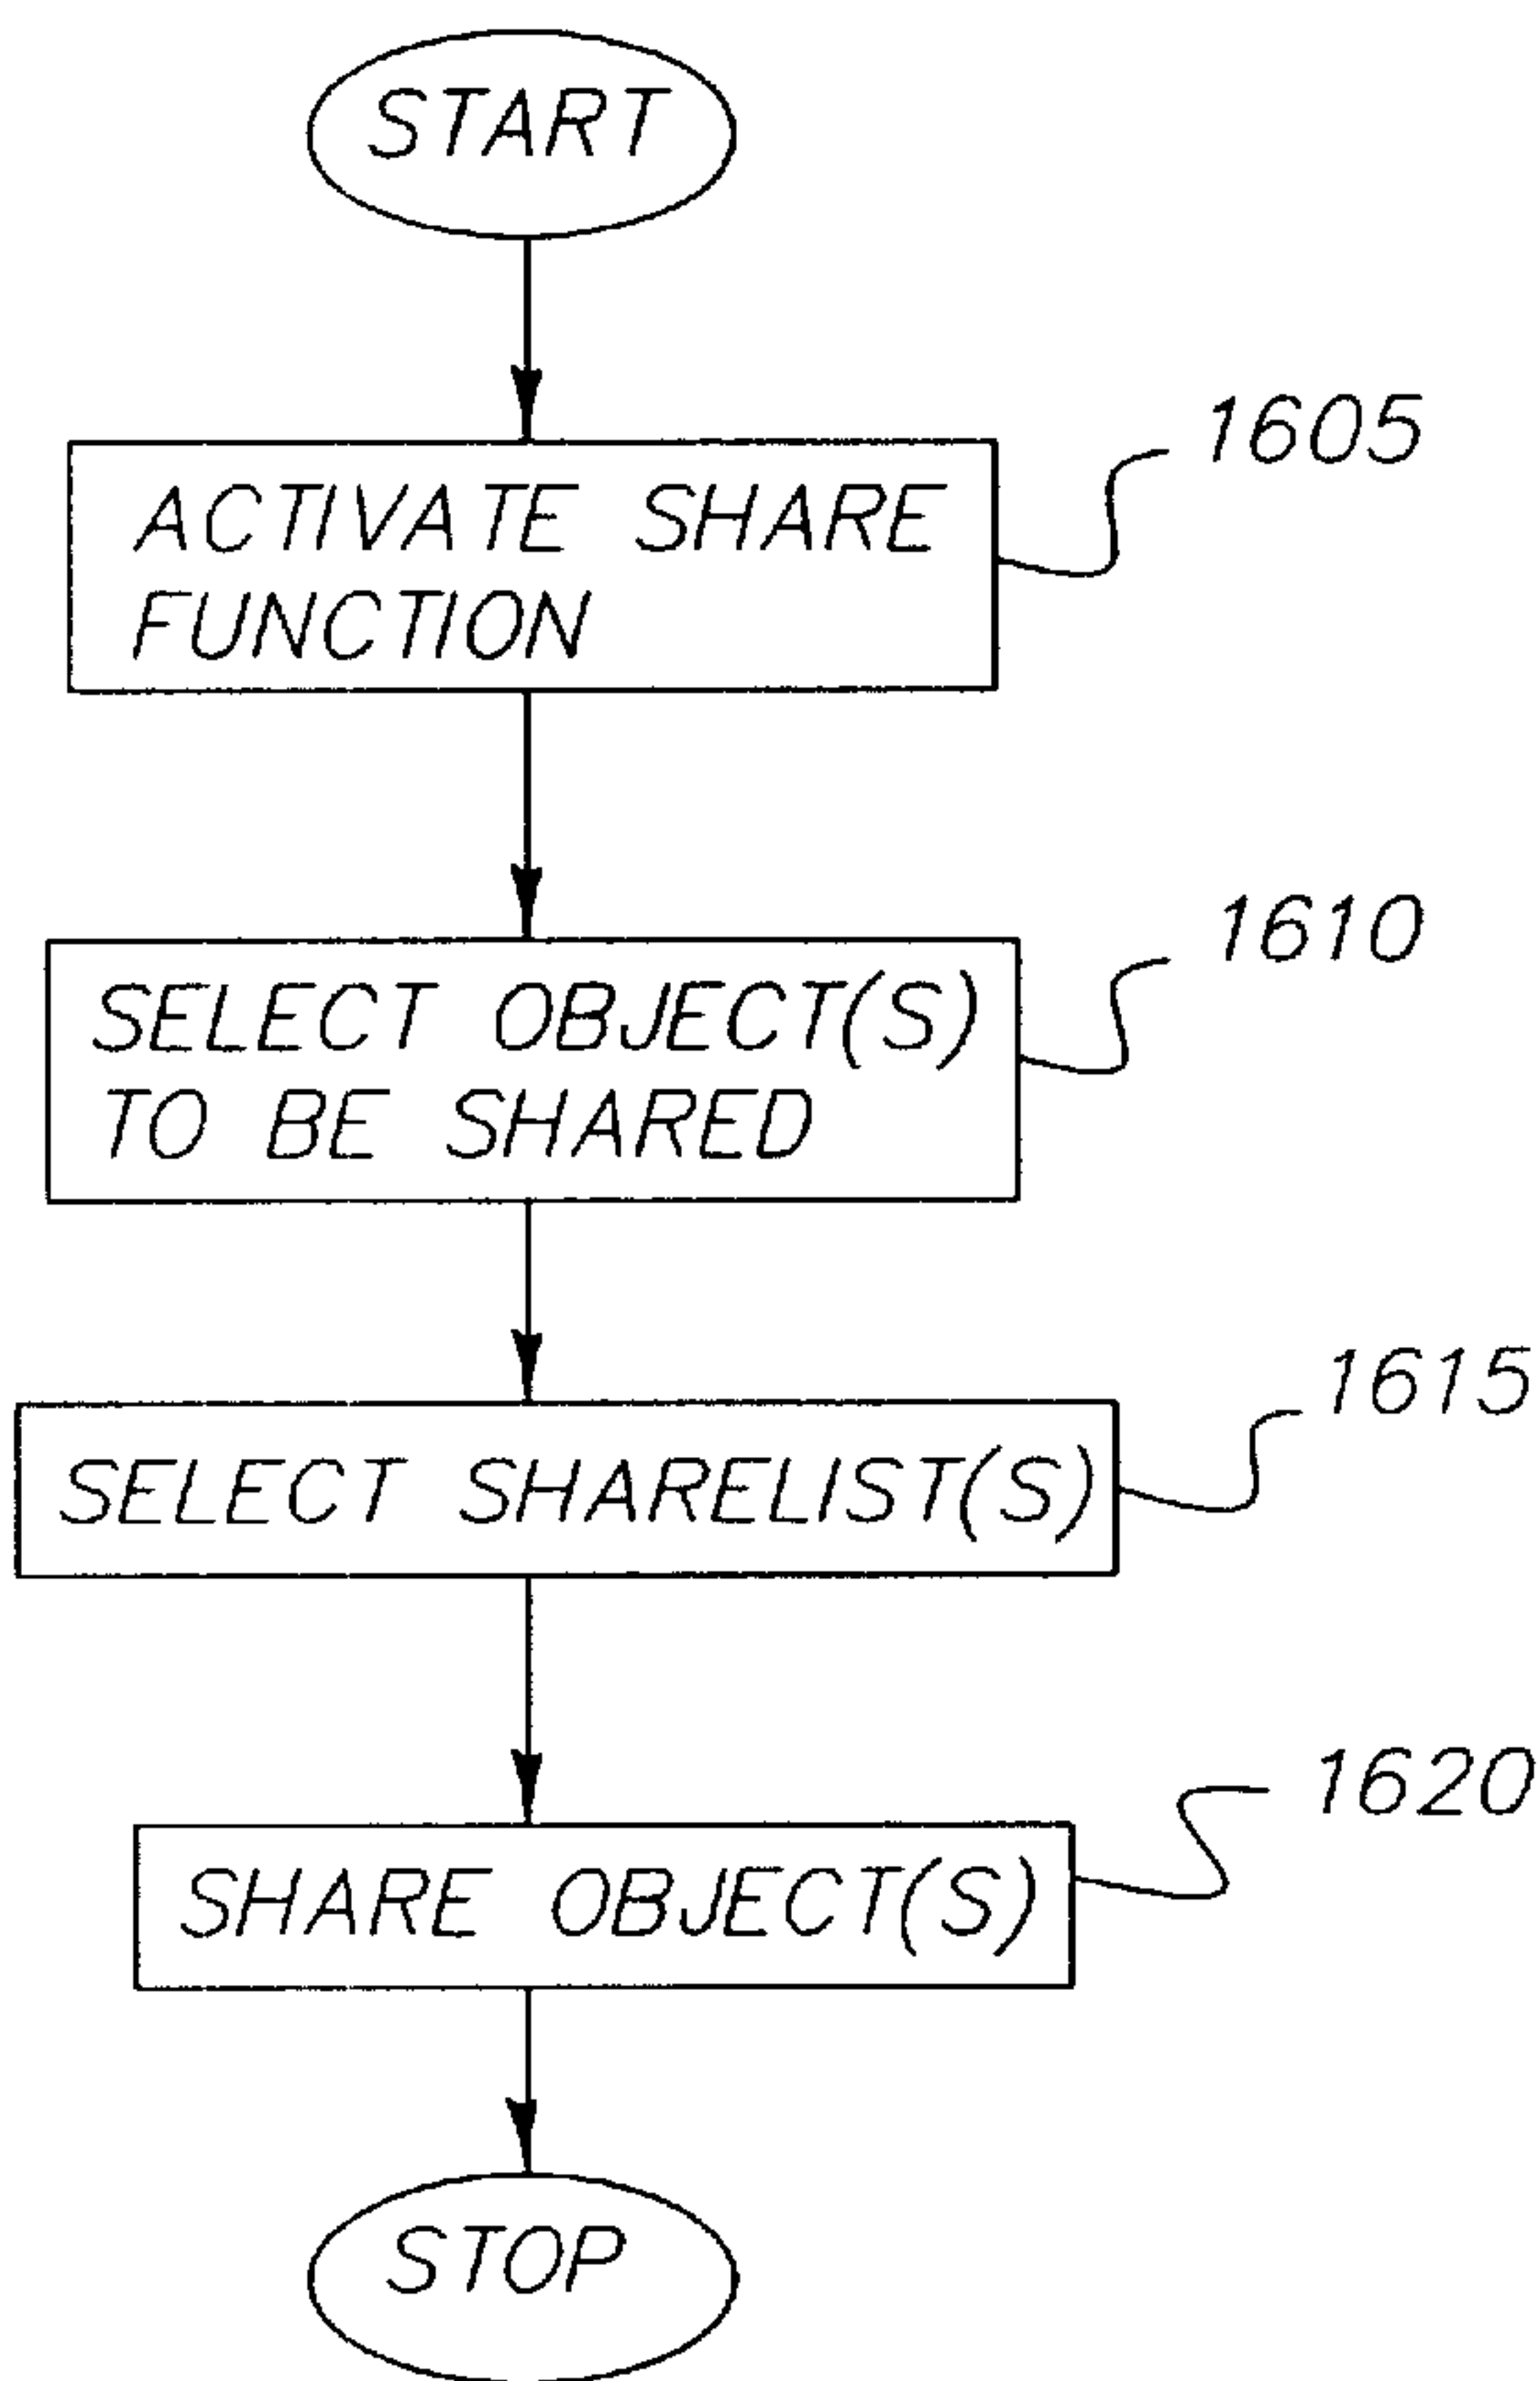 START
1605
ACTIVATE SHARE
FUNCTION
1610
SELECT OBJECT(S)
TO BE SHARED
1615
SELECT SHARELIST(S)
1620
SHARE OBJECT(S)
STOP